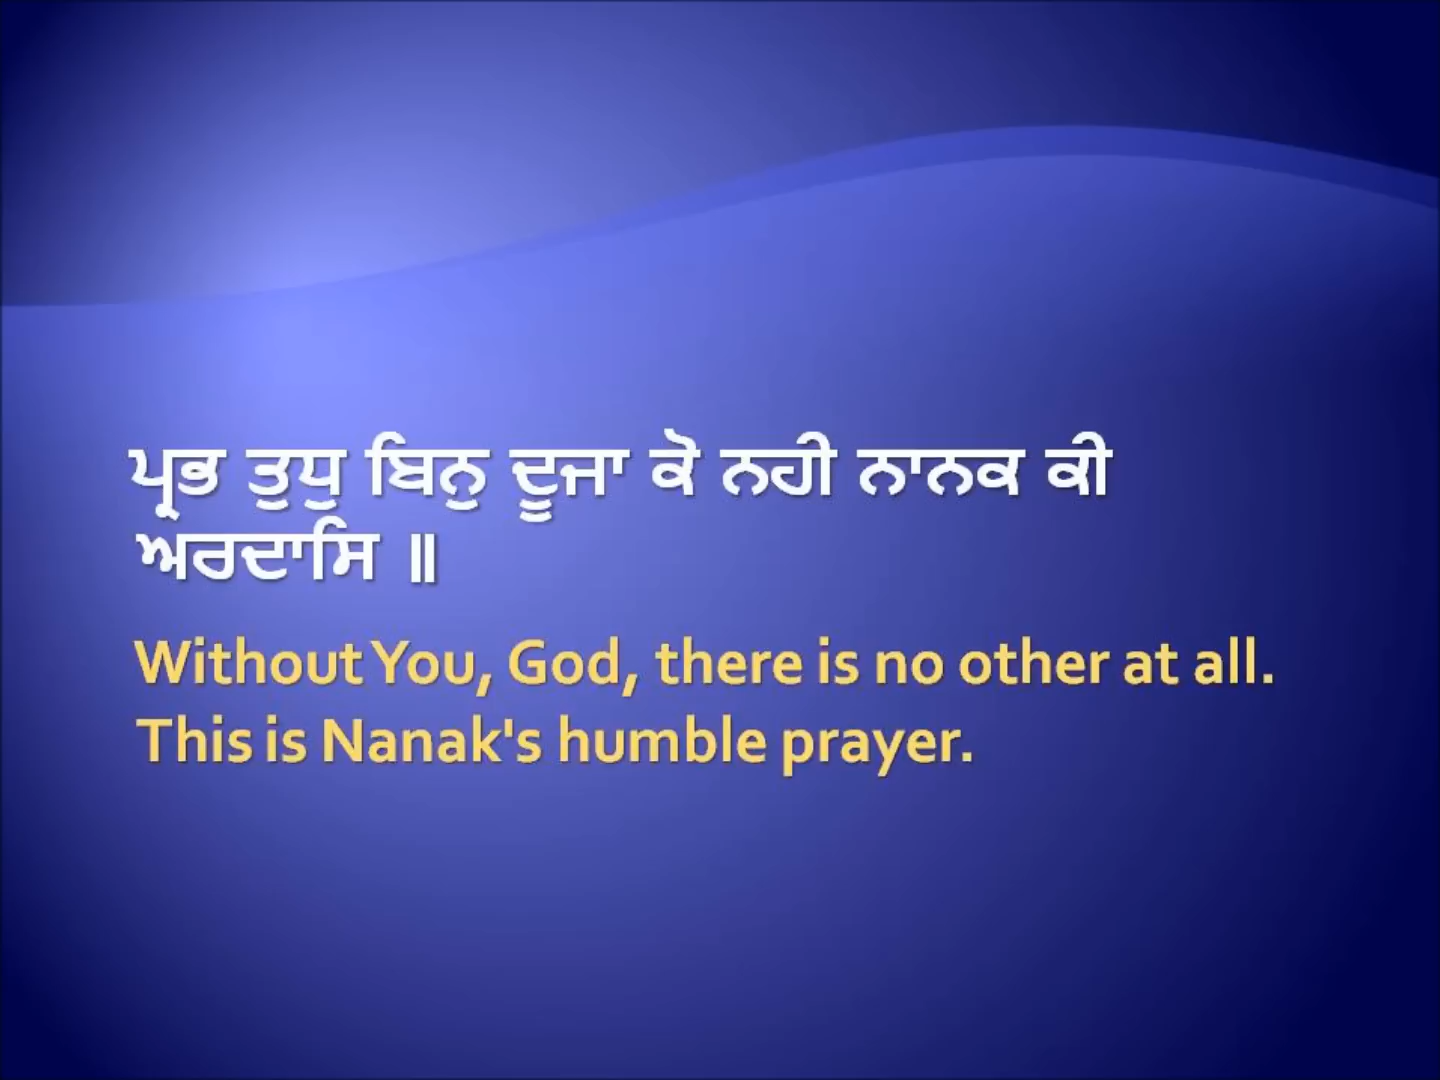 ਪ੍ਰਭ ਤੁਧੁ ਬਿਨੁ ਦੂਜਾ ਕੋ ਨਹੀ ਨਾਨਕ ਕੀ
ਅਰਦਾਸਿ ॥
Without You, God, there is no other at all.
This is Nanak's humble prayer.